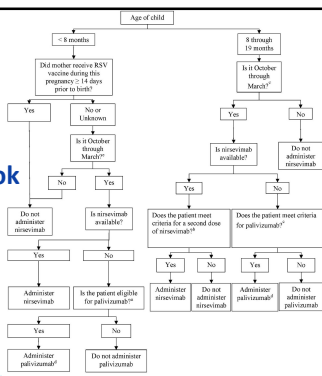 Age of child
< 8 months
8 through
19 months
Did mother receive RSV
vaccine during this
pregnancy ≥ 14 days
prior to birth?
Is it October
through
March?ᶜ
Yes
No or
Unknown
Yes
No
Is it October
through
March?ᶜ
Is nirsevimab
available?
Do not
administer
nirsevimab
ok
No
Yes
Yes
No
Do not
administer
nirsevimab
Is nirsevimab
available?
Does the patient meet
criteria for a second dose
of nirsevimab?ᵇ
Does the patient meet criteria
for palivizumab?ᵃ
Yes
No
Yes
No
Yes
No
Administer
nirsevimab
Is the patient eligible
for palivizumab?ᵃ
Administer
nirsevimab
Do not
administer
nirsevimab
Administer
palivizumabᵈ
Do not
administer
palivizumab
Yes
No
Administer
palivizumabᵈ
Do not administer
palivizumab